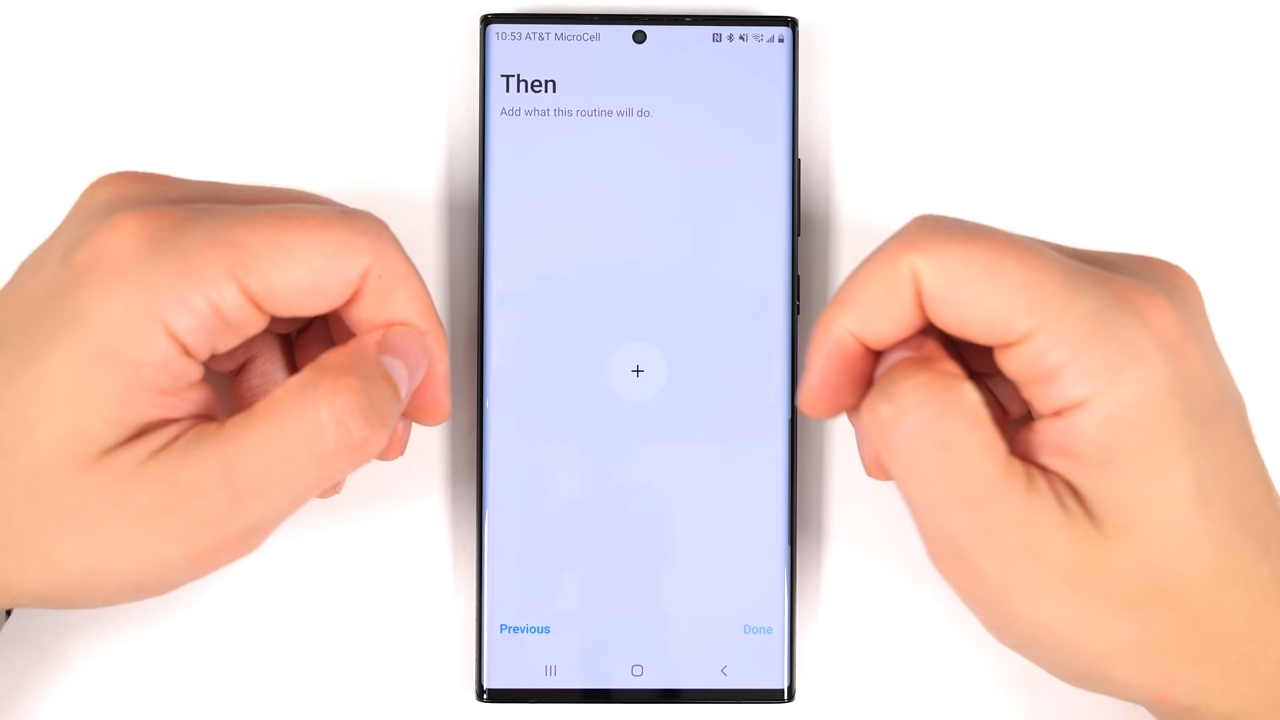 10:53 AT&T MicroCell
Then
Add what this routine will do.
+
Previous
Done